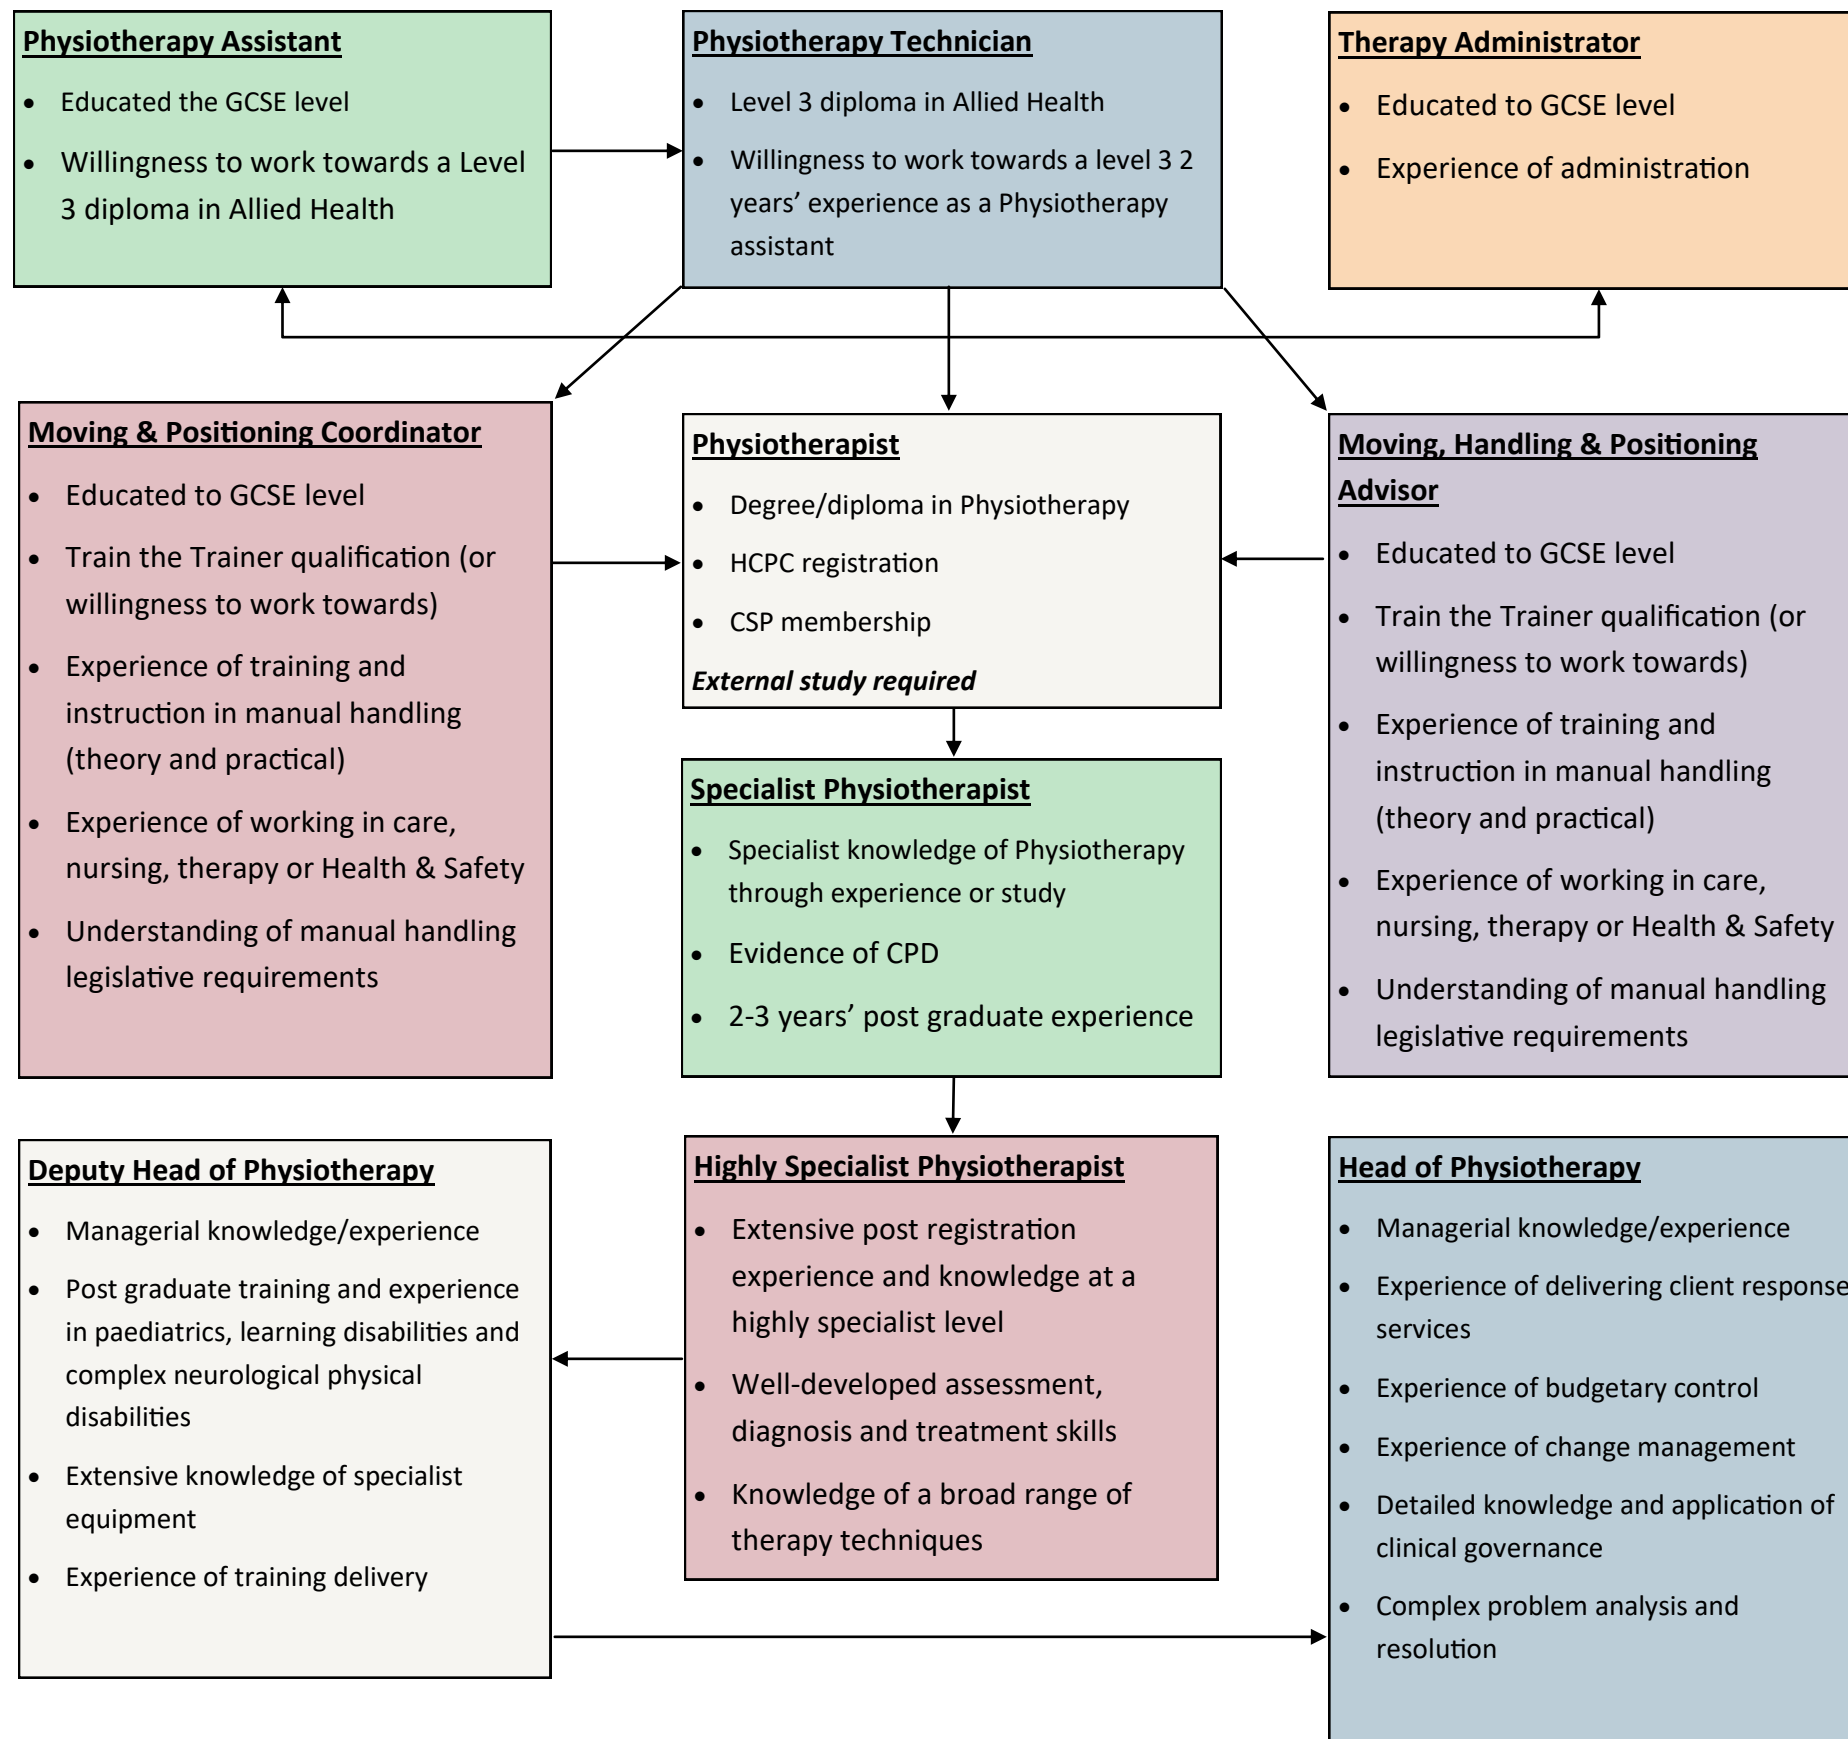 Physiotherapy Assistant
• Educated the GCSE level
• Willingness to work towards a Level
3 diploma in Allied Health
Physiotherapy Technician
• Level 3 diploma in Allied Health
• Willingness to work towards a level 3 2
years’ experience as a Physiotherapy
assistant
Therapy Administrator
• Educated to GCSE level
• Experience of administration
Moving & Positioning Coordinator
• Educated to GCSE level
• Train the Trainer qualification (or
willingness to work towards)
• Experience of training and
instruction in manual handling
(theory and practical)
• Experience of working in care,
nursing, therapy or Health & Safety
• Understanding of manual handling
legislative requirements
Physiotherapist
• Degree/diploma in Physiotherapy
• HCPC registration
• CSP membership
External study required
Moving, Handling & Positioning
Advisor
• Educated to GCSE level
• Train the Trainer qualification (or
willingness to work towards)
• Experience of training and
instruction in manual handling
(theory and practical)
• Experience of working in care,
nursing, therapy or Health & Safety
• Understanding of manual handling
legislative requirements
Specialist Physiotherapist
• Specialist knowledge of Physiotherapy
through experience or study
• Evidence of CPD
• 2-3 years’ post graduate experience
Deputy Head of Physiotherapy
• Managerial knowledge/experience
• Post graduate training and experience
in paediatrics, learning disabilities and
complex neurological physical
disabilities
• Extensive knowledge of specialist
equipment
• Experience of training delivery
Highly Specialist Physiotherapist
• Extensive post registration
experience and knowledge at a
highly specialist level
• Well-developed assessment,
diagnosis and treatment skills
• Knowledge of a broad range of
therapy techniques
Head of Physiotherapy
• Managerial knowledge/experience
• Experience of delivering client response
services
• Experience of budgetary control
• Experience of change management
• Detailed knowledge and application of
clinical governance
• Complex problem analysis and
resolution